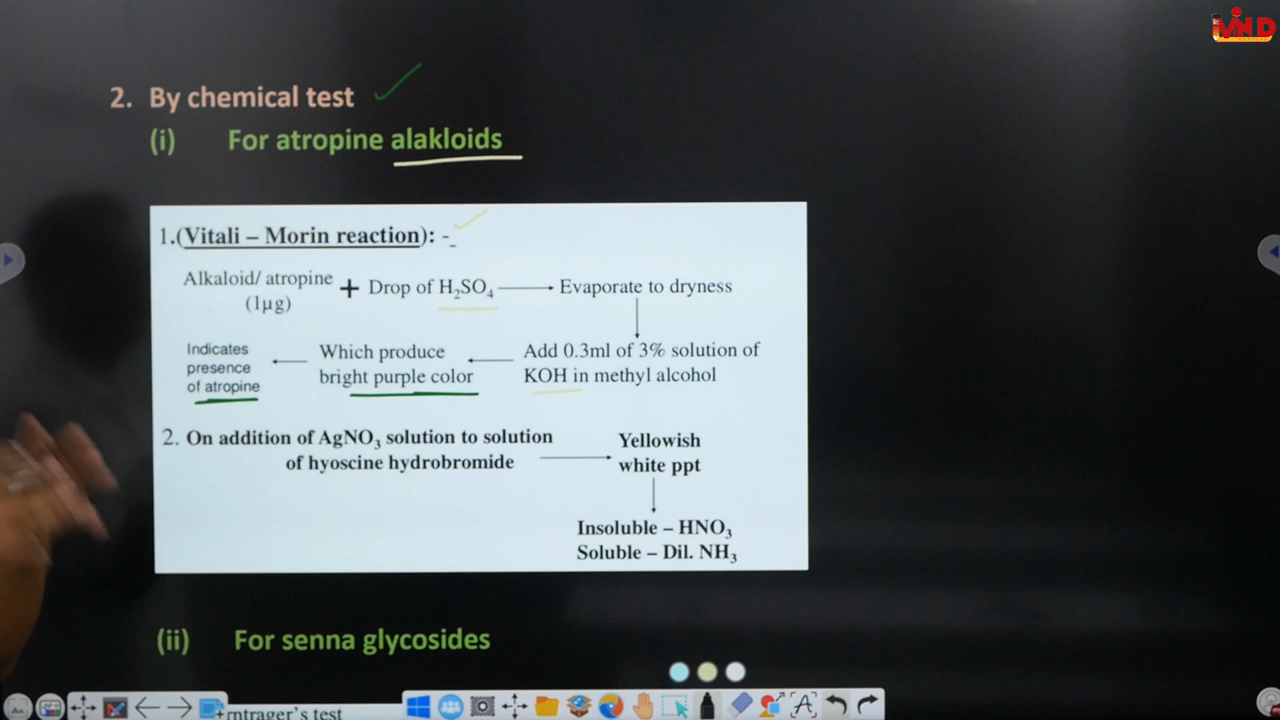 MIND
2. By chemical test
(i) For atropine alakloids
1.(Vitali – Morin reaction): -_
Alkaloid/ atropine (1µg) + Drop of H₂SO₄ → Evaporate to dryness
Add 0.3ml of 3% solution of
KOH in methyl alcohol
Which produce
bright purple color
Indicates
presence
of atropine
2. On addition of AgNO₃ solution to solution
of hyoscine hydrobromide
Yellowish
white ppt
Insoluble – HNO₃
Soluble – Dil. NH₃
(ii) For senna glycosides
rntrager's test